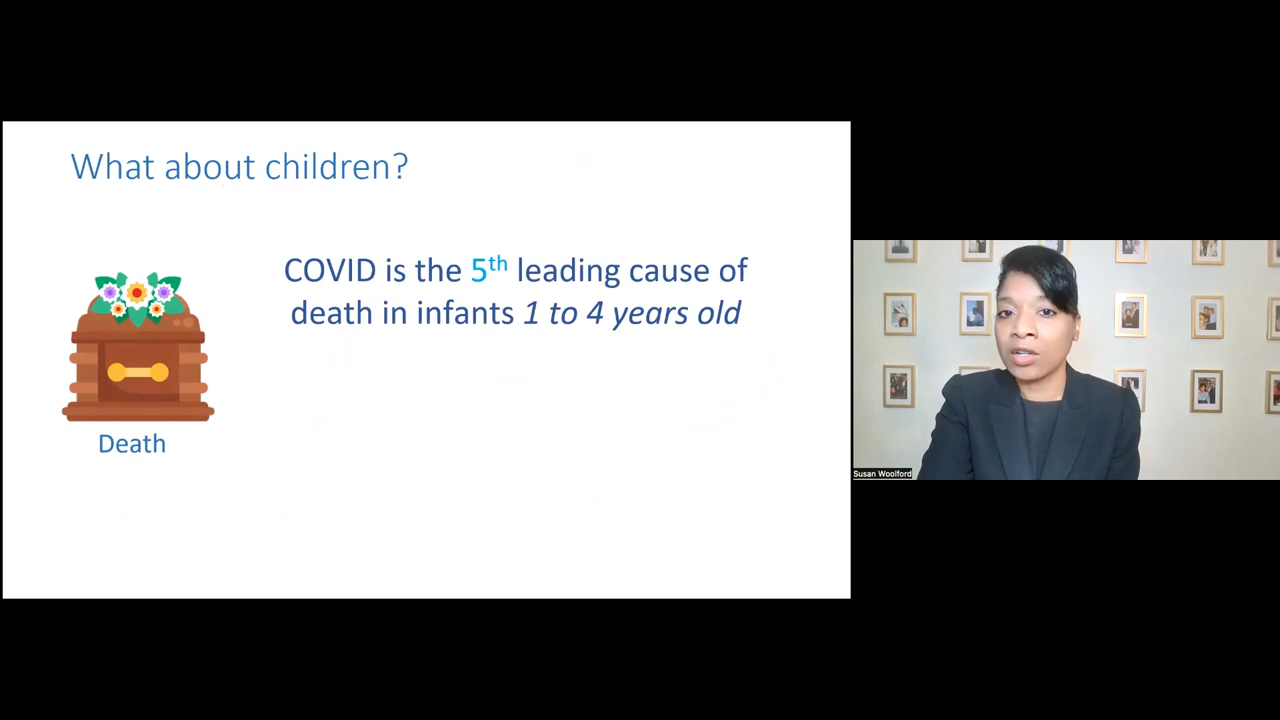 What about children?
COVID is the 5th leading cause of
death in infants 1 to 4 years old
Death
Susan Woolford